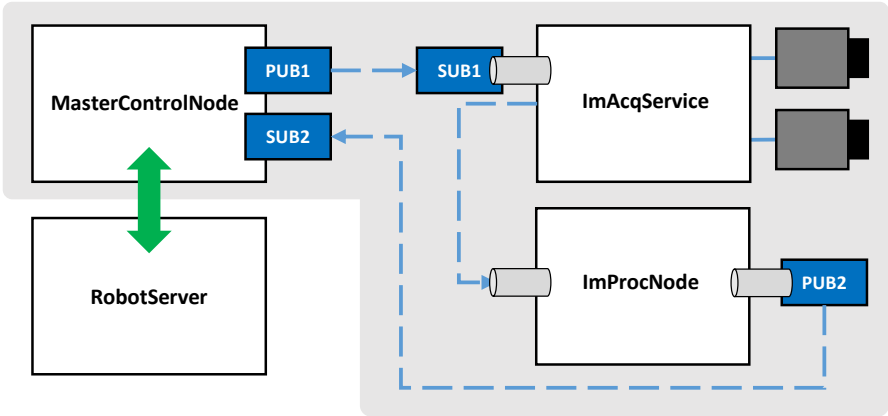 PUB1
SUB1
MasterControlNode
ImAcqService
SUB2
RobotServer
ImProcNode
PUB2